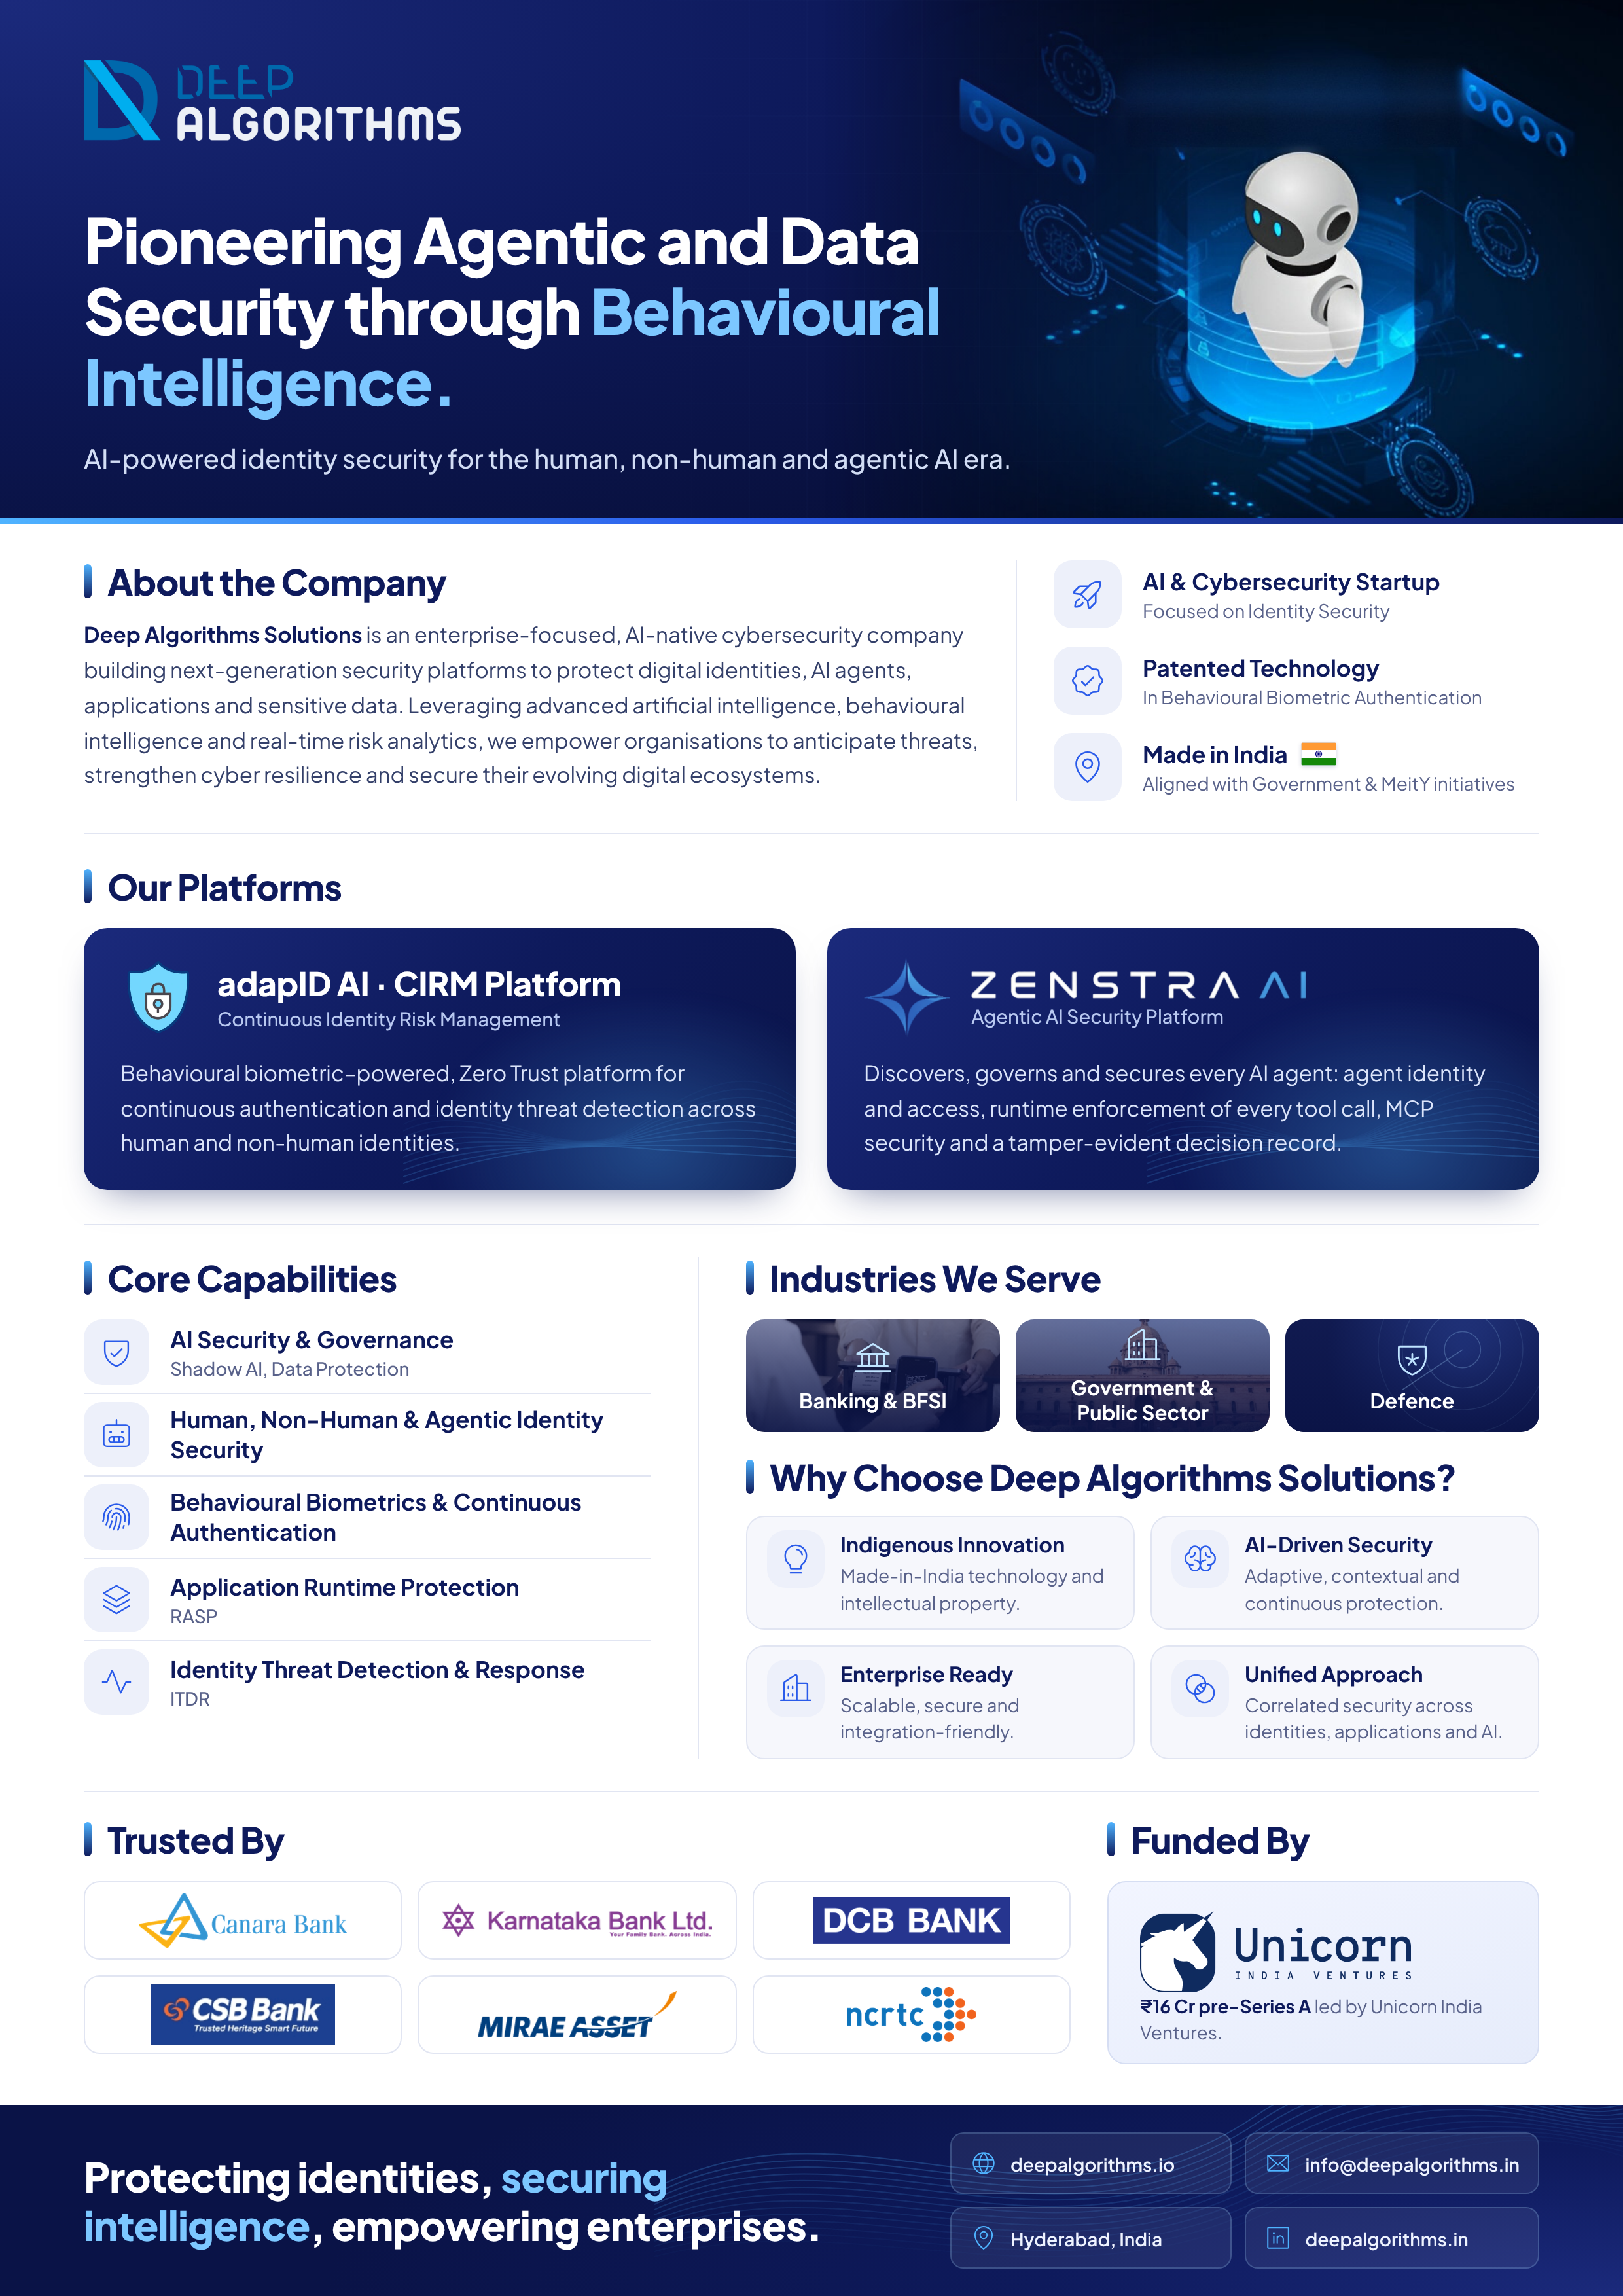 DEEP
ALGORITHMS
Pioneering Agentic and Data
Security through Behavioural
Intelligence.
AI-powered identity security for the human, non-human and agentic AI era.
About the Company
Deep Algorithms Solutions is an enterprise-focused, AI-native cybersecurity company
building next-generation security platforms to protect digital identities, AI agents,
applications and sensitive data. Leveraging advanced artificial intelligence, behavioural
intelligence and real-time risk analytics, we empower organisations to anticipate threats,
strengthen cyber resilience and secure their evolving digital ecosystems.
AI & Cybersecurity Startup
Focused on Identity Security
Patented Technology
In Behavioural Biometric Authentication
Made in India
Aligned with Government & MeitY initiatives
Our Platforms
adapID AI · CIRM Platform
Continuous Identity Risk Management
Behavioural biometric-powered, Zero Trust platform for
continuous authentication and identity threat detection across
human and non-human identities.
ZENSTRA AI
Agentic AI Security Platform
Discovers, governs and secures every AI agent: agent identity
and access, runtime enforcement of every tool call, MCP
security and a tamper-evident decision record.
Core Capabilities
AI Security & Governance
Shadow AI, Data Protection
Human, Non-Human & Agentic Identity
Security
Behavioural Biometrics & Continuous
Authentication
Application Runtime Protection
RASP
Identity Threat Detection & Response
ITDR
Industries We Serve
Banking & BFSI
Government &
Public Sector
Defence
Why Choose Deep Algorithms Solutions?
Indigenous Innovation
Made-in-India technology and
intellectual property.
AI-Driven Security
Adaptive, contextual and
continuous protection.
Enterprise Ready
Scalable, secure and
integration-friendly.
Unified Approach
Correlated security across
identities, applications and AI.
Trusted By
Canara Bank
Karnataka Bank Ltd.
Your Family Bank. Across India.
DCB BANK
CSB Bank
Trusted Heritage Smart Future
MIRAE ASSET
ncrtc
Funded By
Unicorn
INDIA VENTURES
₹16 Cr pre-Series A led by Unicorn India
Ventures.
Protecting identities, securing
intelligence, empowering enterprises.
deepalgorithms.io
info@deepalgorithms.in
Hyderabad, India
in deepalgorithms.in